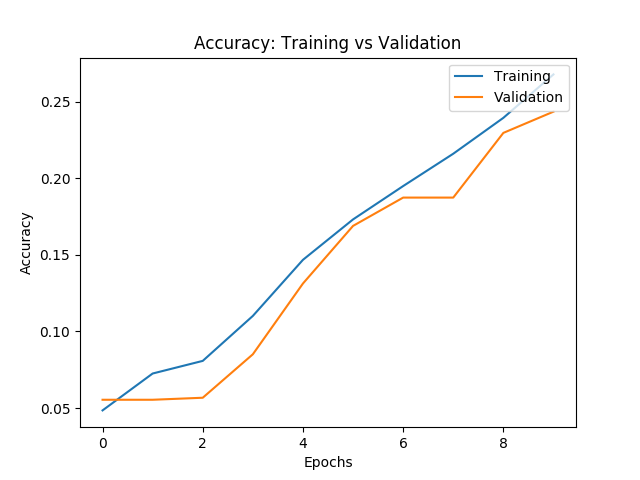 Accuracy: Training vs Validation
Training
Validation
0.25
0.20
0.15
0.10
0.05
Accuracy
0
2
4
6
8
Epochs